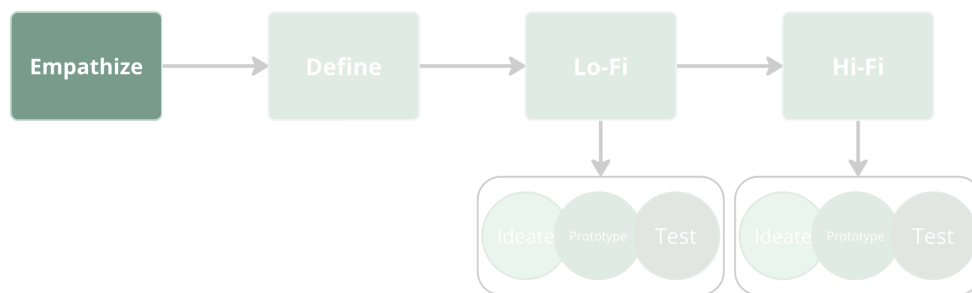 Empathize
Define
Lo-Fi
Hi-Fi
Ideate
Prototype
Test
Ideate
Prototype
Test